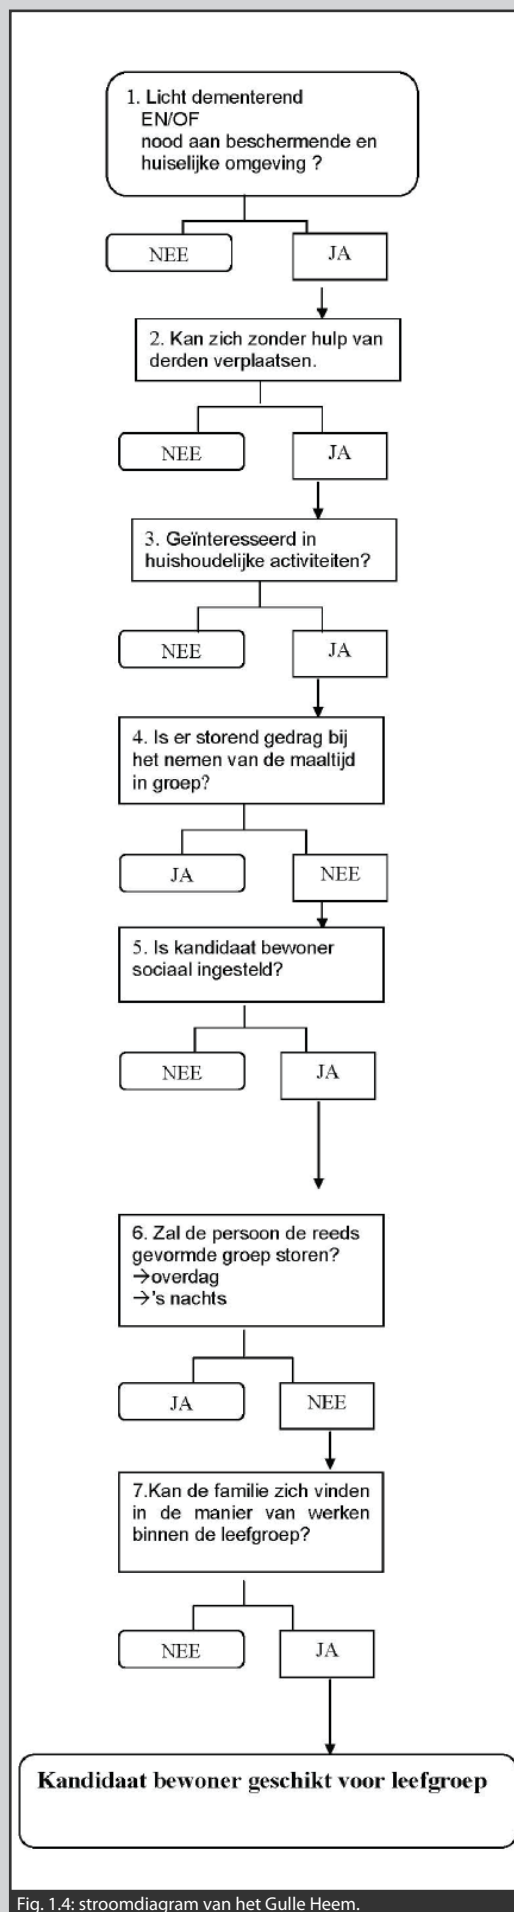 1. Licht dementerend
EN/OF
nood aan beschermende en
huiselijke omgeving ?
NEE
JA
2. Kan zich zonder hulp van
derden verplaatsen.
NEE
JA
3. Geïnteresseerd in
huishoudelijke activiteiten?
NEE
JA
4. Is er storend gedrag bij
het nemen van de maaltijd
in groep?
JA
NEE
5. Is kandidaat bewoner
sociaal ingesteld?
NEE
JA
6. Zal de persoon de reeds
gevormde groep storen?
→overdag
→'s nachts
JA
NEE
7.Kan de familie zich vinden
in de manier van werken
binnen de leefgroep?
NEE
JA
Kandidaat bewoner geschikt voor leefgroep
Fig. 1.4: stroomdiagram van het Gulle Heem.